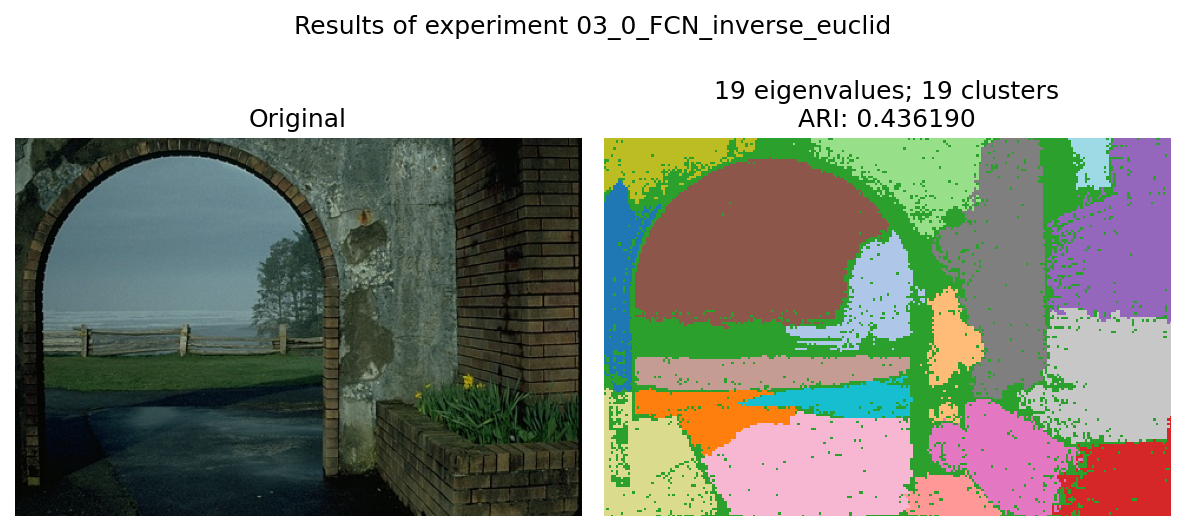 Results of experiment 03_0_FCN_inverse_euclid
Original
19 eigenvalues; 19 clusters
ARI: 0.436190